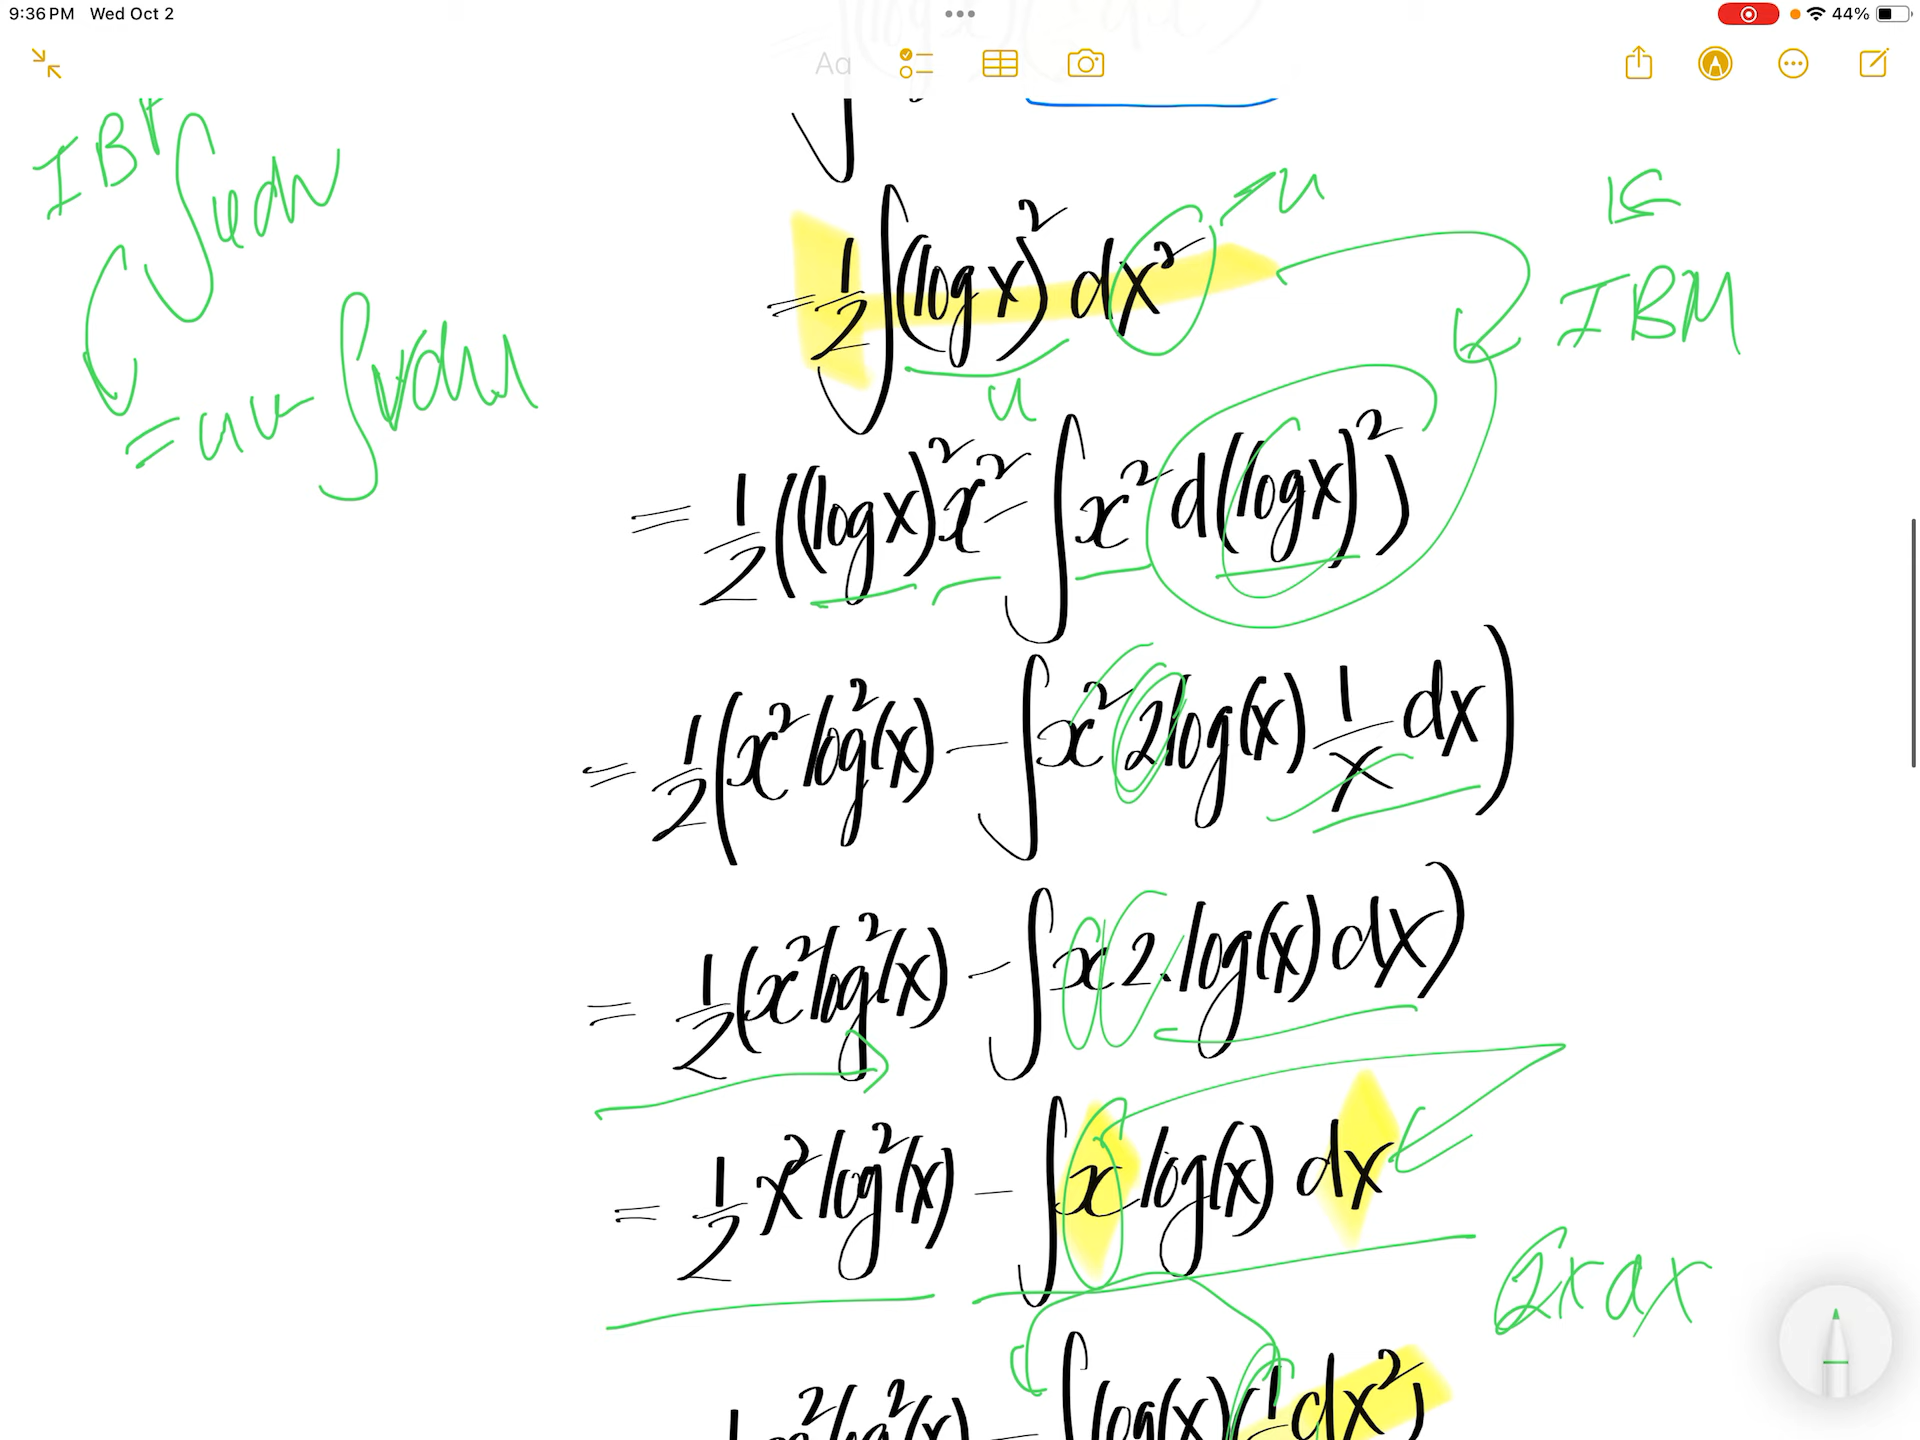 9:36 PM Wed Oct 2
44%
Aa
IBP
∫udv
= uv - ∫vdu
= 1/2 ∫(log x)² dx²
u
IBM
= 1/2((log x)² x² - ∫x² d(log x)²)
= 1/2(x² log²(x) - ∫x² 2log(x) 1/x dx)
= 1/2(x² log²(x) - ∫x 2. log(x) dx)
= 1/2 x² log²(x) - ∫x log(x) dx
2x dx